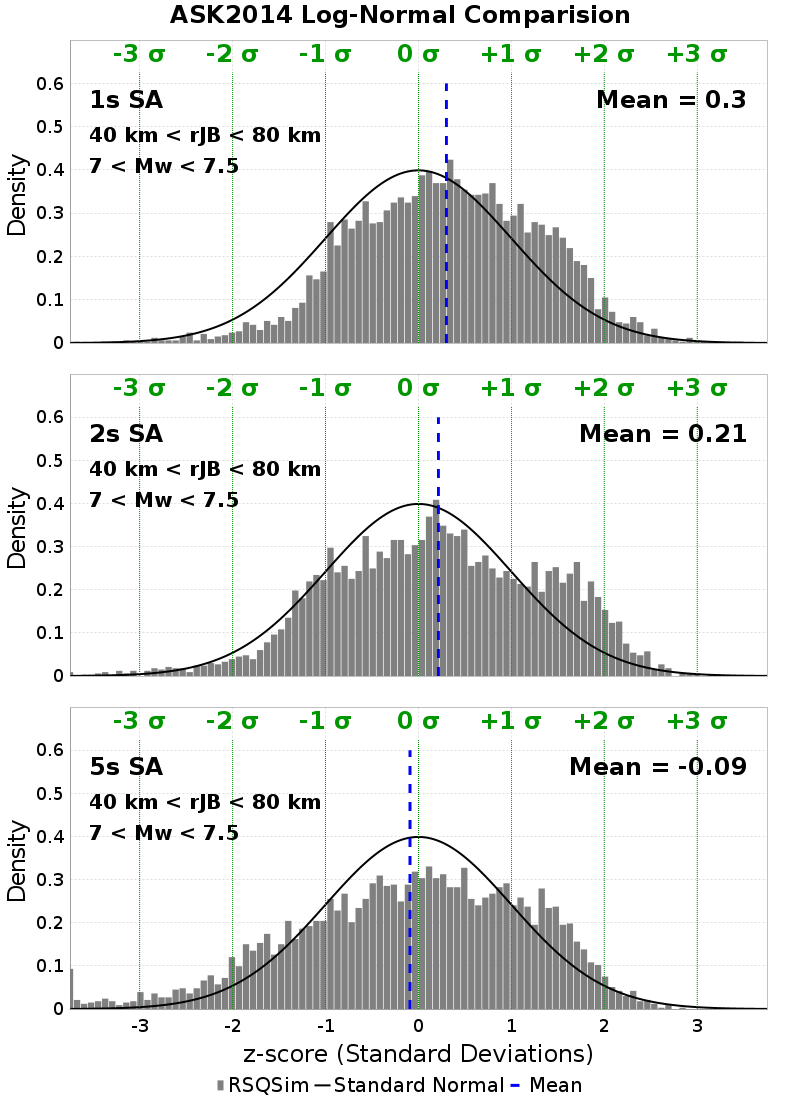 ASK2014 Log-Normal Comparision
-3 σ -2 σ -1 σ 0 σ +1 σ +2 σ +3 σ
0.6
1s SA Mean = 0.3
0.5
40 km < rJB < 80 km
7 < Mw < 7.5
0.4
Density
0.3
0.2
0.1
0
-3 σ -2 σ -1 σ 0 σ +1 σ +2 σ +3 σ
0.6
2s SA Mean = 0.21
0.5
40 km < rJB < 80 km
7 < Mw < 7.5
0.4
Density
0.3
0.2
0.1
0
-3 σ -2 σ -1 σ 0 σ +1 σ +2 σ +3 σ
0.6
5s SA Mean = -0.09
0.5
40 km < rJB < 80 km
7 < Mw < 7.5
0.4
Density
0.3
0.2
0.1
0
-3 -2 -1 0 1 2 3
z-score (Standard Deviations)
RSQSim Standard Normal Mean